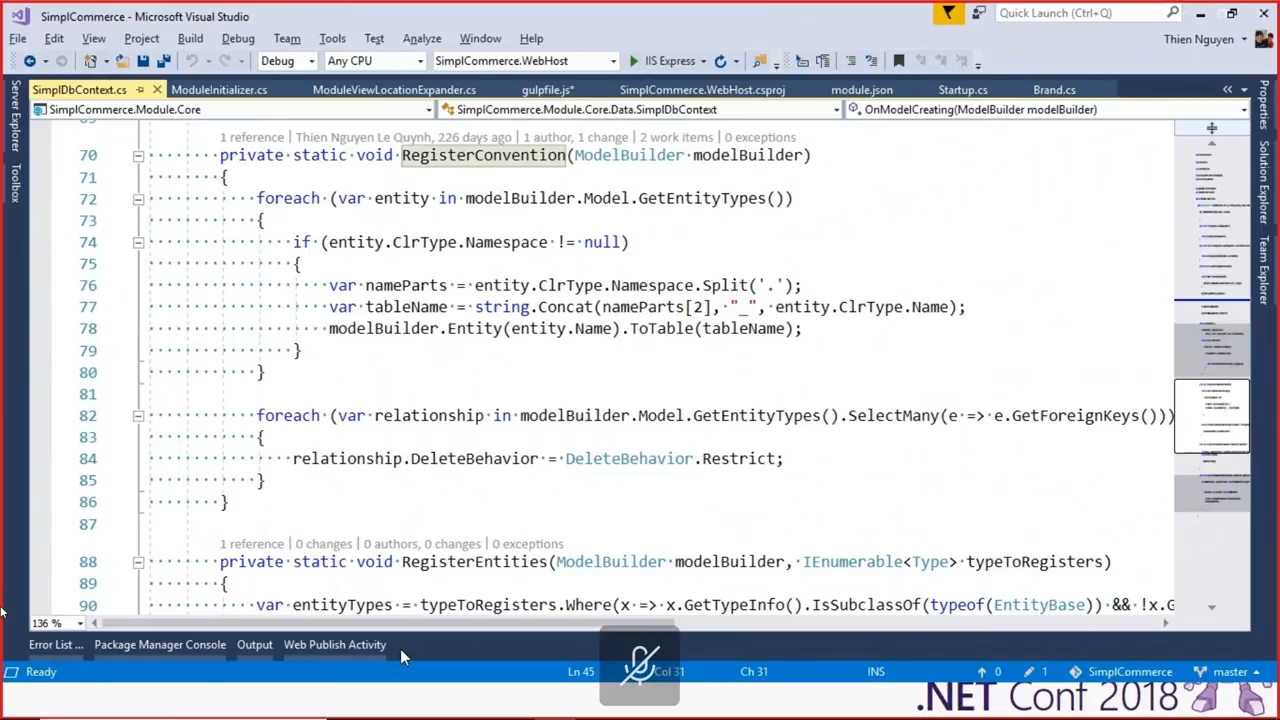 SimplCommerce - Microsoft Visual Studio
Quick Launch (Ctrl+Q)
File Edit View Project Build Debug Team Tools Test Analyze Window Help
Thien Nguyen
Debug Any CPU SimplCommerce.WebHost IIS Express
SimplDbContext.cs ModuleInitializer.cs ModuleViewLocationExpander.cs gulpfile.js* SimplCommerce.WebHost.csproj module.json Startup.cs Brand.cs
SimplCommerce.Module.Core SimplCommerce.Module.Core.Data.SimplDbContext OnModelCreating(ModelBuilder modelBuilder)
Server Explorer
Toolbox
Properties
Solution Explorer
Team Explorer
1 reference | Thien Nguyen Le Quynh, 226 days ago | 1 author, 1 change | 2 work items | 0 exceptions
70 private static void RegisterConvention(ModelBuilder modelBuilder)
71 {
72 foreach (var entity in modelBuilder.Model.GetEntityTypes())
73 {
74 if (entity.ClrType.Namespace != null)
75 {
76 var nameParts = entity.ClrType.Namespace.Split('.');
77 var tableName = string.Concat(nameParts[2], "_", entity.ClrType.Name);
78 modelBuilder.Entity(entity.Name).ToTable(tableName);
79 }
80 }
81
82 foreach (var relationship in modelBuilder.Model.GetEntityTypes().SelectMany(e => e.GetForeignKeys()))
83 {
84 relationship.DeleteBehavior = DeleteBehavior.Restrict;
85 }
86 }
87
1 reference | 0 changes | 0 authors, 0 changes | 0 exceptions
88 private static void RegisterEntities(ModelBuilder modelBuilder, IEnumerable<Type> typeToRegisters)
89 {
90 var entityTypes = typeToRegisters.Where(x => x.GetTypeInfo().IsSubclassOf(typeof(EntityBase)) && !x.G
136 %
Error List ... Package Manager Console Output Web Publish Activity
Ready Ln 45 Col 31 Ch 31 INS 0 1 SimplCommerce master
.NET Conf 2018